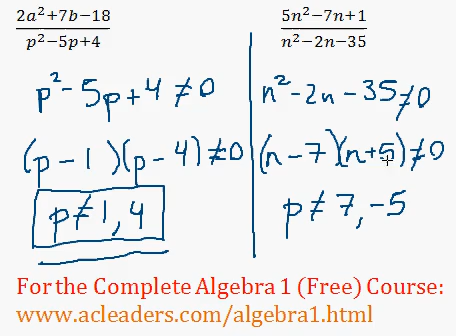 2a²+7b−18 / p²−5p+4
p²-5p+4≠0
(p-1)(p-4)≠0
p≠1,4
5n²−7n+1 / n²−2n−35
n²-2n-35≠0
(n-7)(n+5)≠0
p≠7,-5
For the Complete Algebra 1 (Free) Course:
www.acleaders.com/algebra1.html